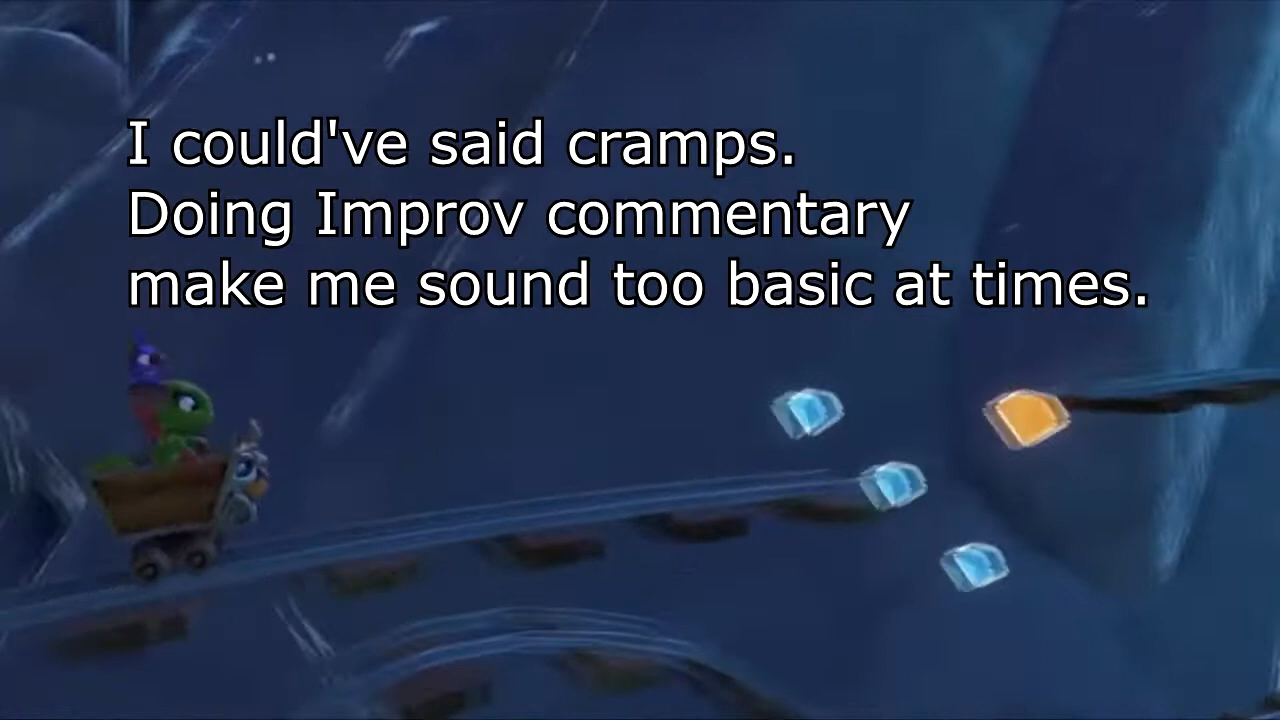 I could've said cramps.
Doing Improv commentary
make me sound too basic at times.